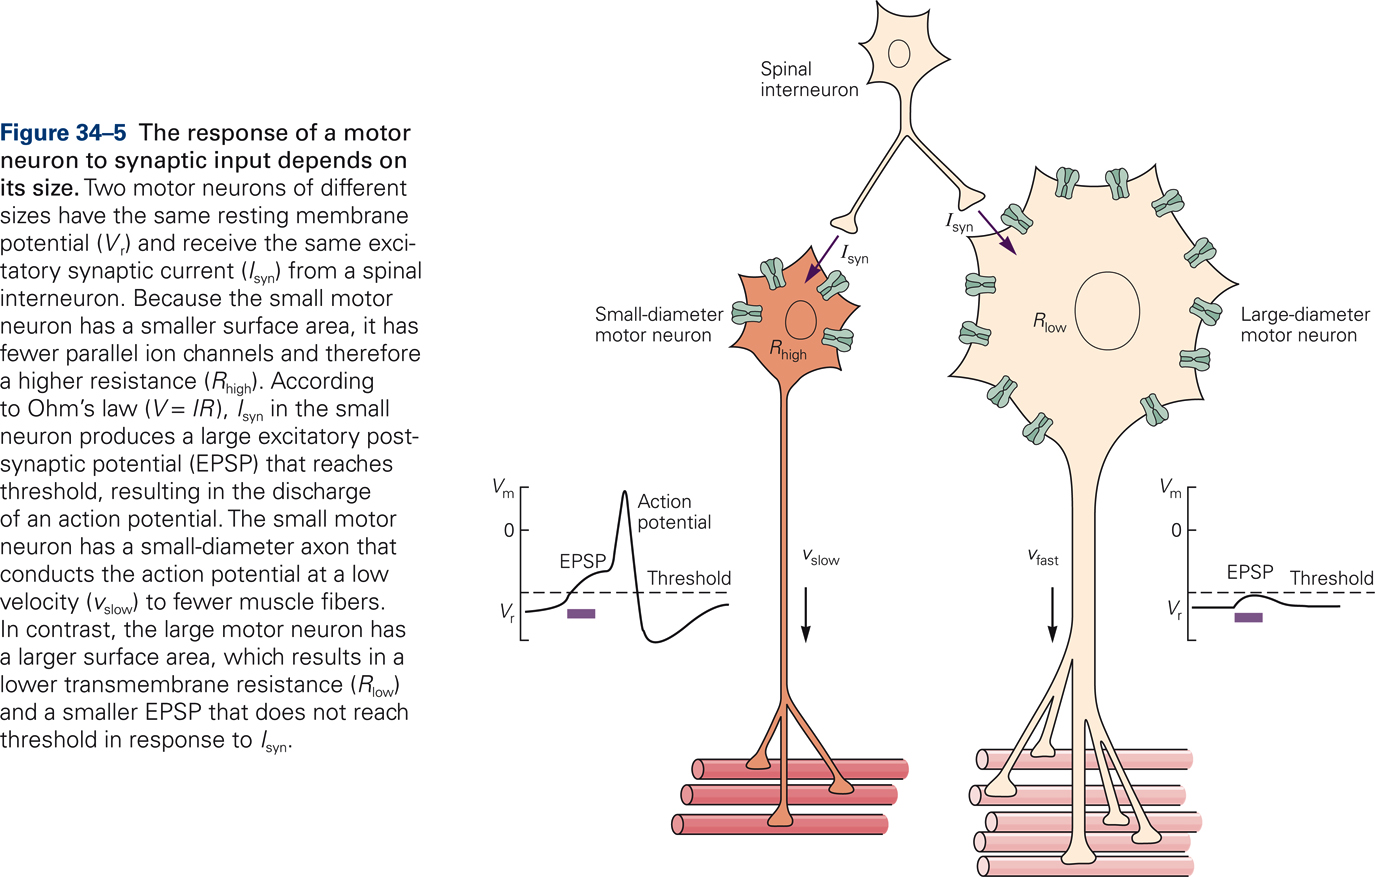 Figure 34–5 The response of a motor
neuron to synaptic input depends on
its size. Two motor neurons of different
sizes have the same resting membrane
potential (Vr) and receive the same exci-
tatory synaptic current (Isyn) from a spinal
interneuron. Because the small motor
neuron has a smaller surface area, it has
fewer parallel ion channels and therefore
a higher resistance (Rhigh). According
to Ohm's law (V = IR), Isyn in the small
neuron produces a large excitatory post-
synaptic potential (EPSP) that reaches
threshold, resulting in the discharge
of an action potential. The small motor
neuron has a small-diameter axon that
conducts the action potential at a low
velocity (vslow) to fewer muscle fibers.
In contrast, the large motor neuron has
a larger surface area, which results in a
lower transmembrane resistance (Rlow)
and a smaller EPSP that does not reach
threshold in response to Isyn.
Spinal
interneuron
Isyn
Isyn
Small-diameter
motor neuron
Rhigh
Rlow
Large-diameter
motor neuron
Vm
0
Vr
EPSP
Action
potential
Threshold
vslow
vfast
Vm
0
Vr
EPSP
Threshold